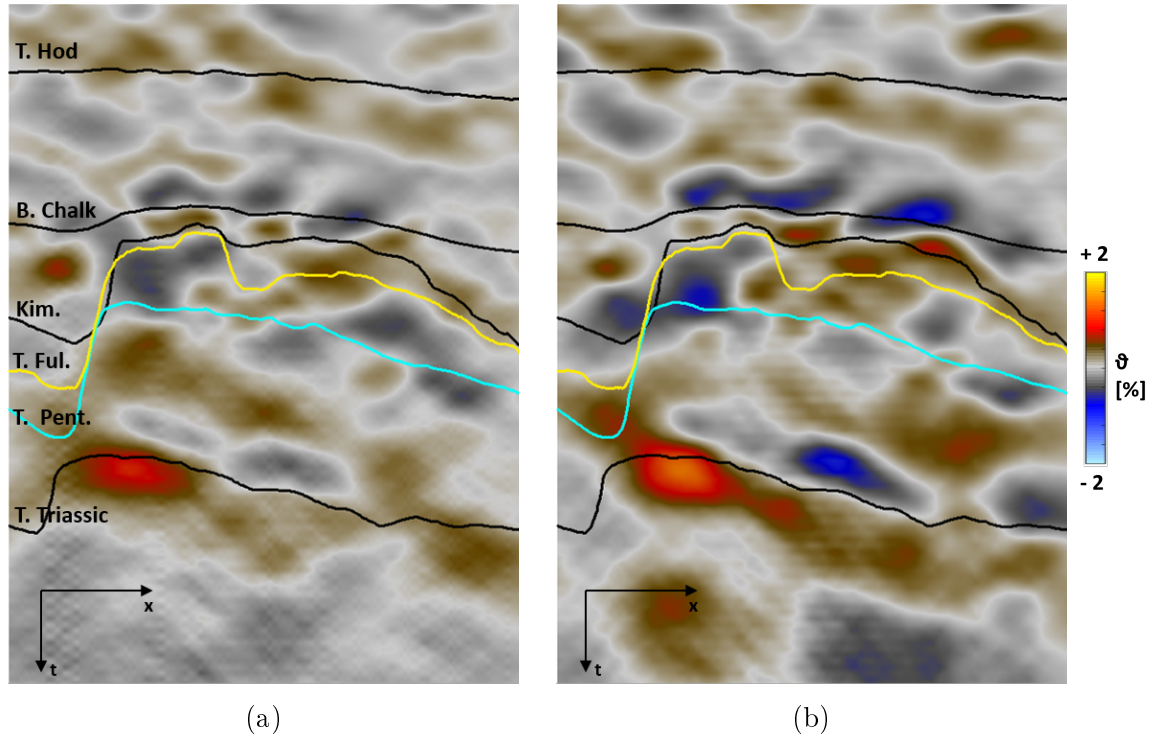 T. Hod
B. Chalk
Kim.
T. Ful.
T. Pent.
T. Triassic
x
t
x
t
+ 2
ϑ
[%]
- 2
(a)
(b)